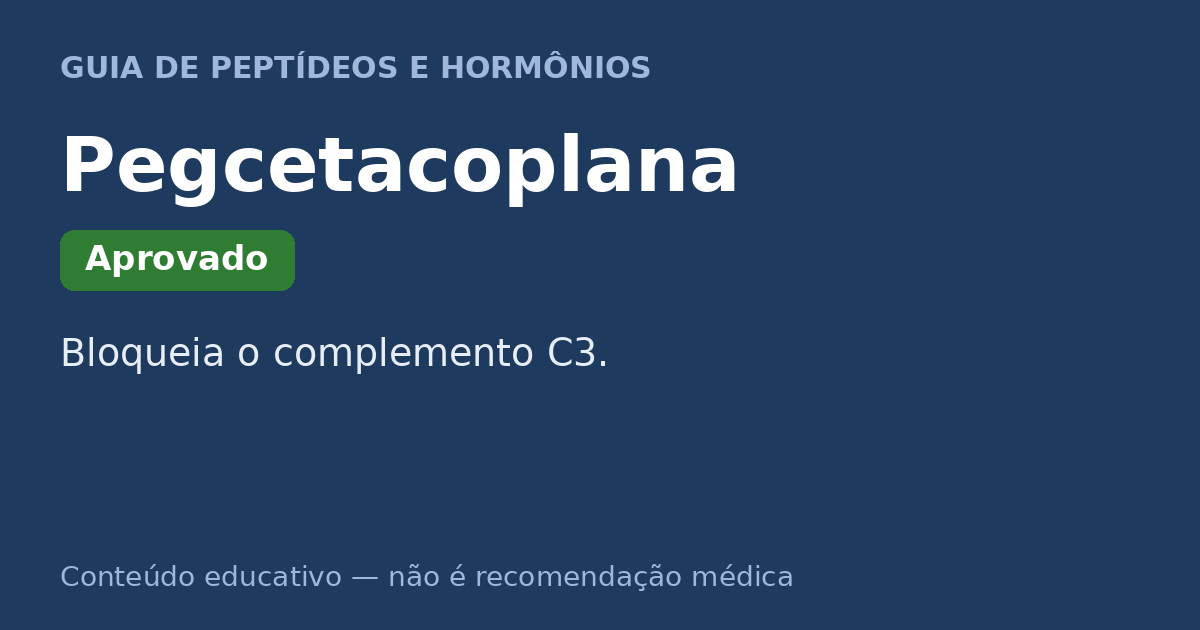 GUIA DE PEPTÍDEOS E HORMÔNIOS
Pegcetacoplana
Aprovado
Bloqueia o complemento C3.
Conteúdo educativo — não é recomendação médica